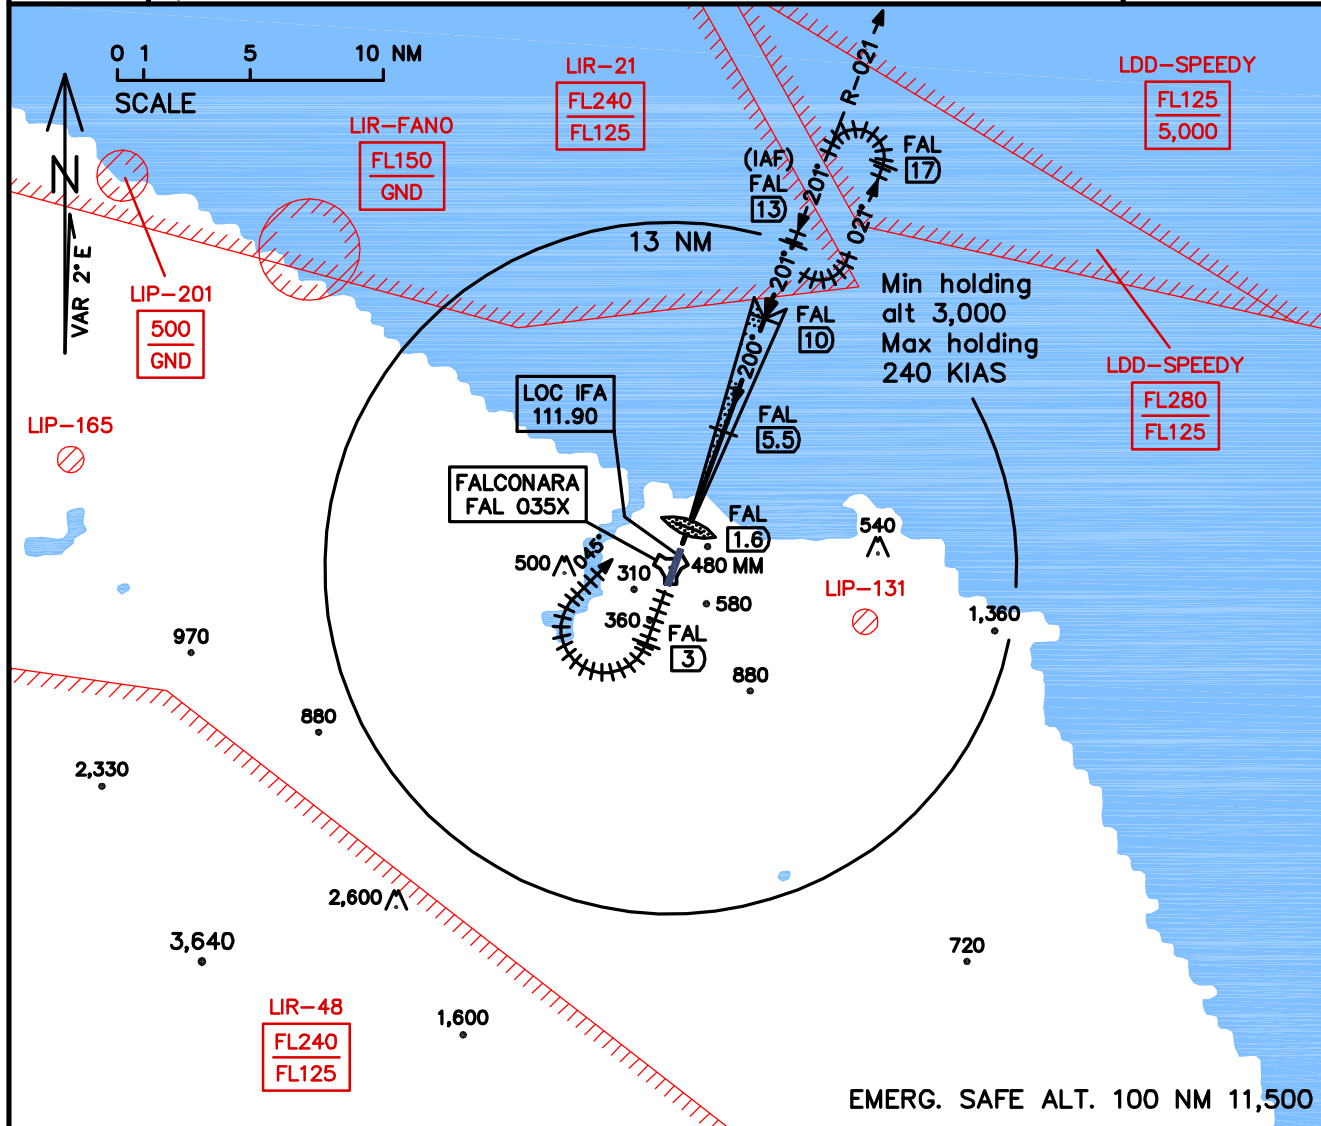 0 1 5 10 NM
SCALE
N
VAR 2° E
LIR-FANO
FL150
GND
LIR-21
FL240
FL125
LDD-SPEEDY
FL125
5,000
R-021
FAL
17
(IAF)
FAL
13
201°
021°
201°
13 NM
LIP-201
500
GND
Min holding
alt 3,000
Max holding
240 KIAS
FAL
10
200°
LDD-SPEEDY
FL280
FL125
LOC IFA
111.90
FAL
5.5
LIP-165
FALCONARA
FAL 035X
FAL
1.6
540
500
045°
310
480 MM
580
LIP-131
360
FAL
3
1,360
970
880
880
2,330
2,600
3,640
720
LIR-48
FL240
FL125
1,600
EMERG. SAFE ALT. 100 NM 11,500